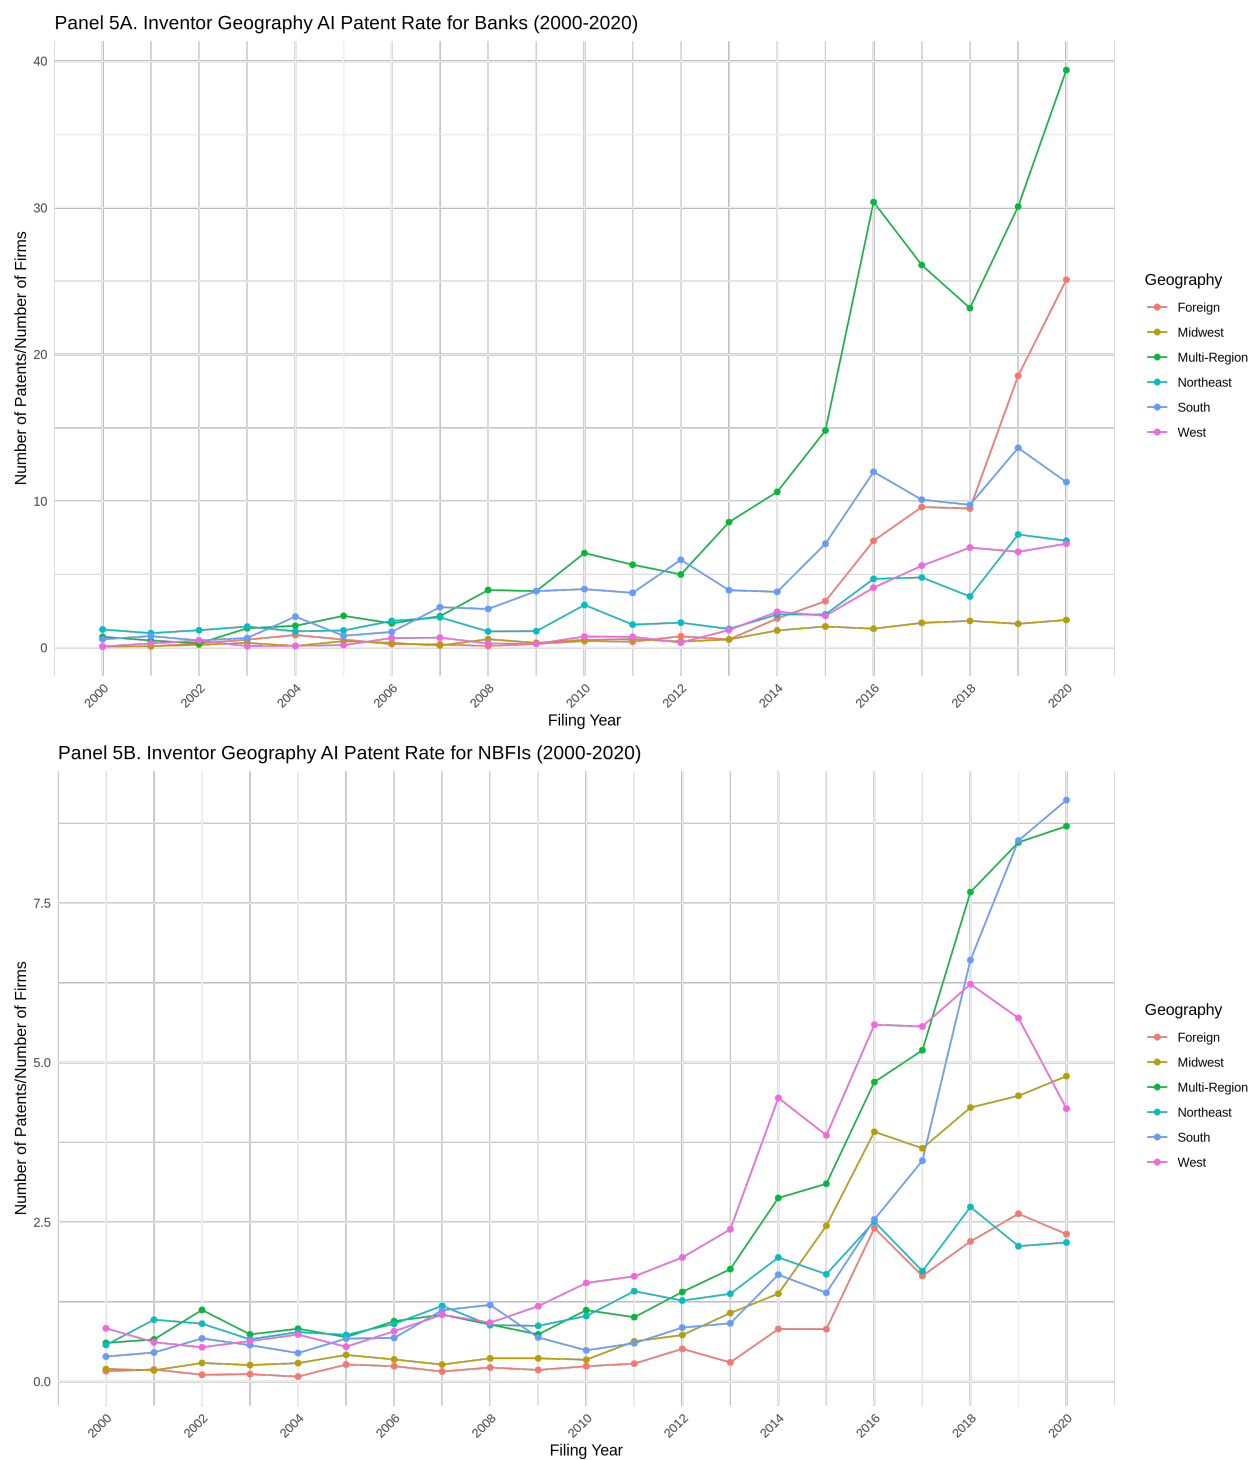 Panel 5A. Inventor Geography AI Patent Rate for Banks (2000-2020)
Number of Patents/Number of Firms
40
30
20
10
0
2000
2002
2004
2006
2008
2010
2012
2014
2016
2018
2020
Filing Year
Geography
Foreign
Midwest
Multi-Region
Northeast
South
West
Panel 5B. Inventor Geography AI Patent Rate for NBFIs (2000-2020)
Number of Patents/Number of Firms
7.5
5.0
2.5
0.0
2000
2002
2004
2006
2008
2010
2012
2014
2016
2018
2020
Filing Year
Geography
Foreign
Midwest
Multi-Region
Northeast
South
West